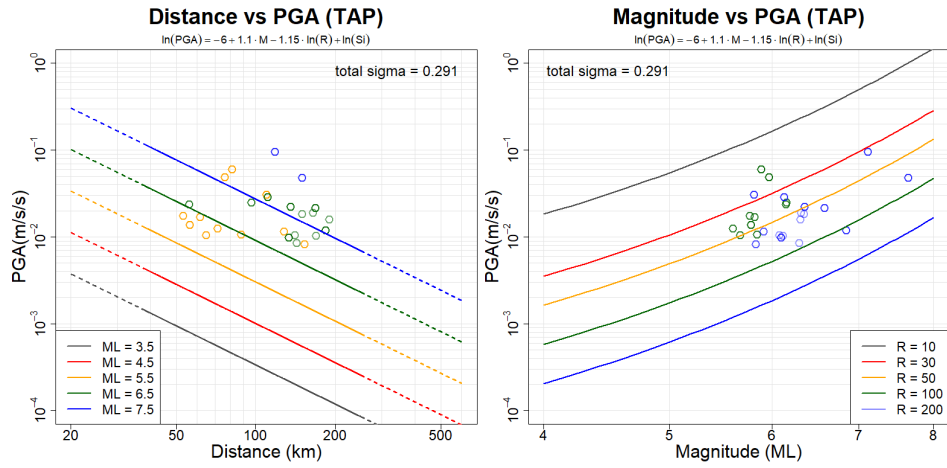 Distance vs PGA (TAP)
ln(PGA) = −6 + 1.1 · M − 1.15 · ln(R) + ln(Si)
total sigma = 0.291
PGA(m/s/s)
10^0
10^-1
10^-2
10^-3
10^-4
ML = 3.5
ML = 4.5
ML = 5.5
ML = 6.5
ML = 7.5
20 50 100 200 500
Distance (km)
Magnitude vs PGA (TAP)
ln(PGA) = −6 + 1.1 · M − 1.15 · ln(R) + ln(Si)
total sigma = 0.291
PGA(m/s/s)
10^0
10^-1
10^-2
10^-3
10^-4
R = 10
R = 30
R = 50
R = 100
R = 200
4 5 6 7 8
Magnitude (ML)